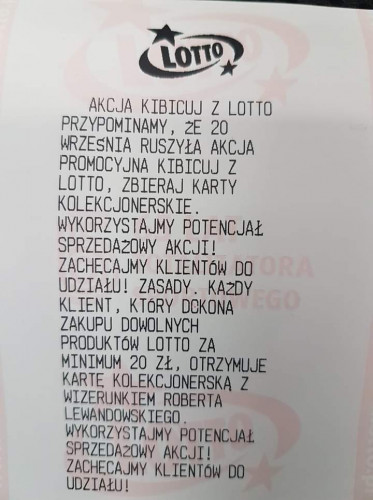 LOTTO
AKCJA KIBICUJ Z LOTTO
PRZYPOMINAMY, ŻE 20
WRZEŚNIA RUSZYŁA AKCJA
PROMOCYJNA KIBICUJ Z
LOTTO, ZBIERAJ KARTY
KOLEKCJONERSKIE.
WYKORZYSTAJMY POTENCJAŁ
SPRZEDAŻOWY AKCJI!
ZACHĘCAJMY KLIENTÓW DO
UDZIAŁU! ZASADY. KAŻDY
KLIENT, KTÓRY DOKONA
ZAKUPU DOWOLNYCH
PRODUKTÓW LOTTO ZA
MINIMUM 20 ZŁ, OTRZYMUJE
KARTĘ KOLEKCJONERSKĄ Z
WIZERUNKIEM ROBERTA
LEWANDOWSKIEGO.
WYKORZYSTAJMY POTENCJAŁ
SPRZEDAŻOWY AKCJI!
ZACHĘCAJMY KLIENTÓW DO
UDZIAŁU!